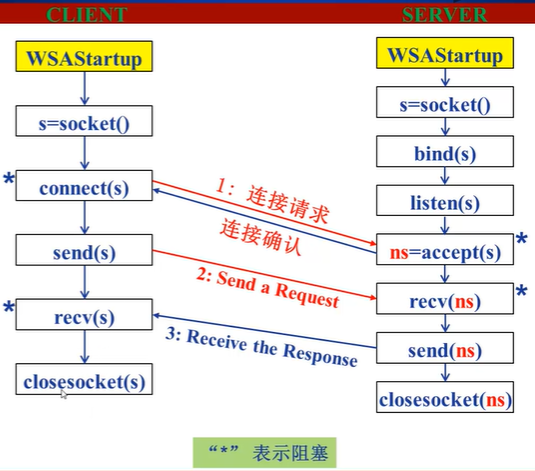 CLIENT
SERVER
WSAStartup
s=socket()
*
connect(s)
send(s)
*
recv(s)
closesocket(s)
1：连接请求
连接确认
2: Send a Request
3: Receive the Response
WSAStartup
s=socket()
bind(s)
listen(s)
ns=accept(s)
*
recv(ns)
*
send(ns)
closesocket(ns)
“*” 表示阻塞